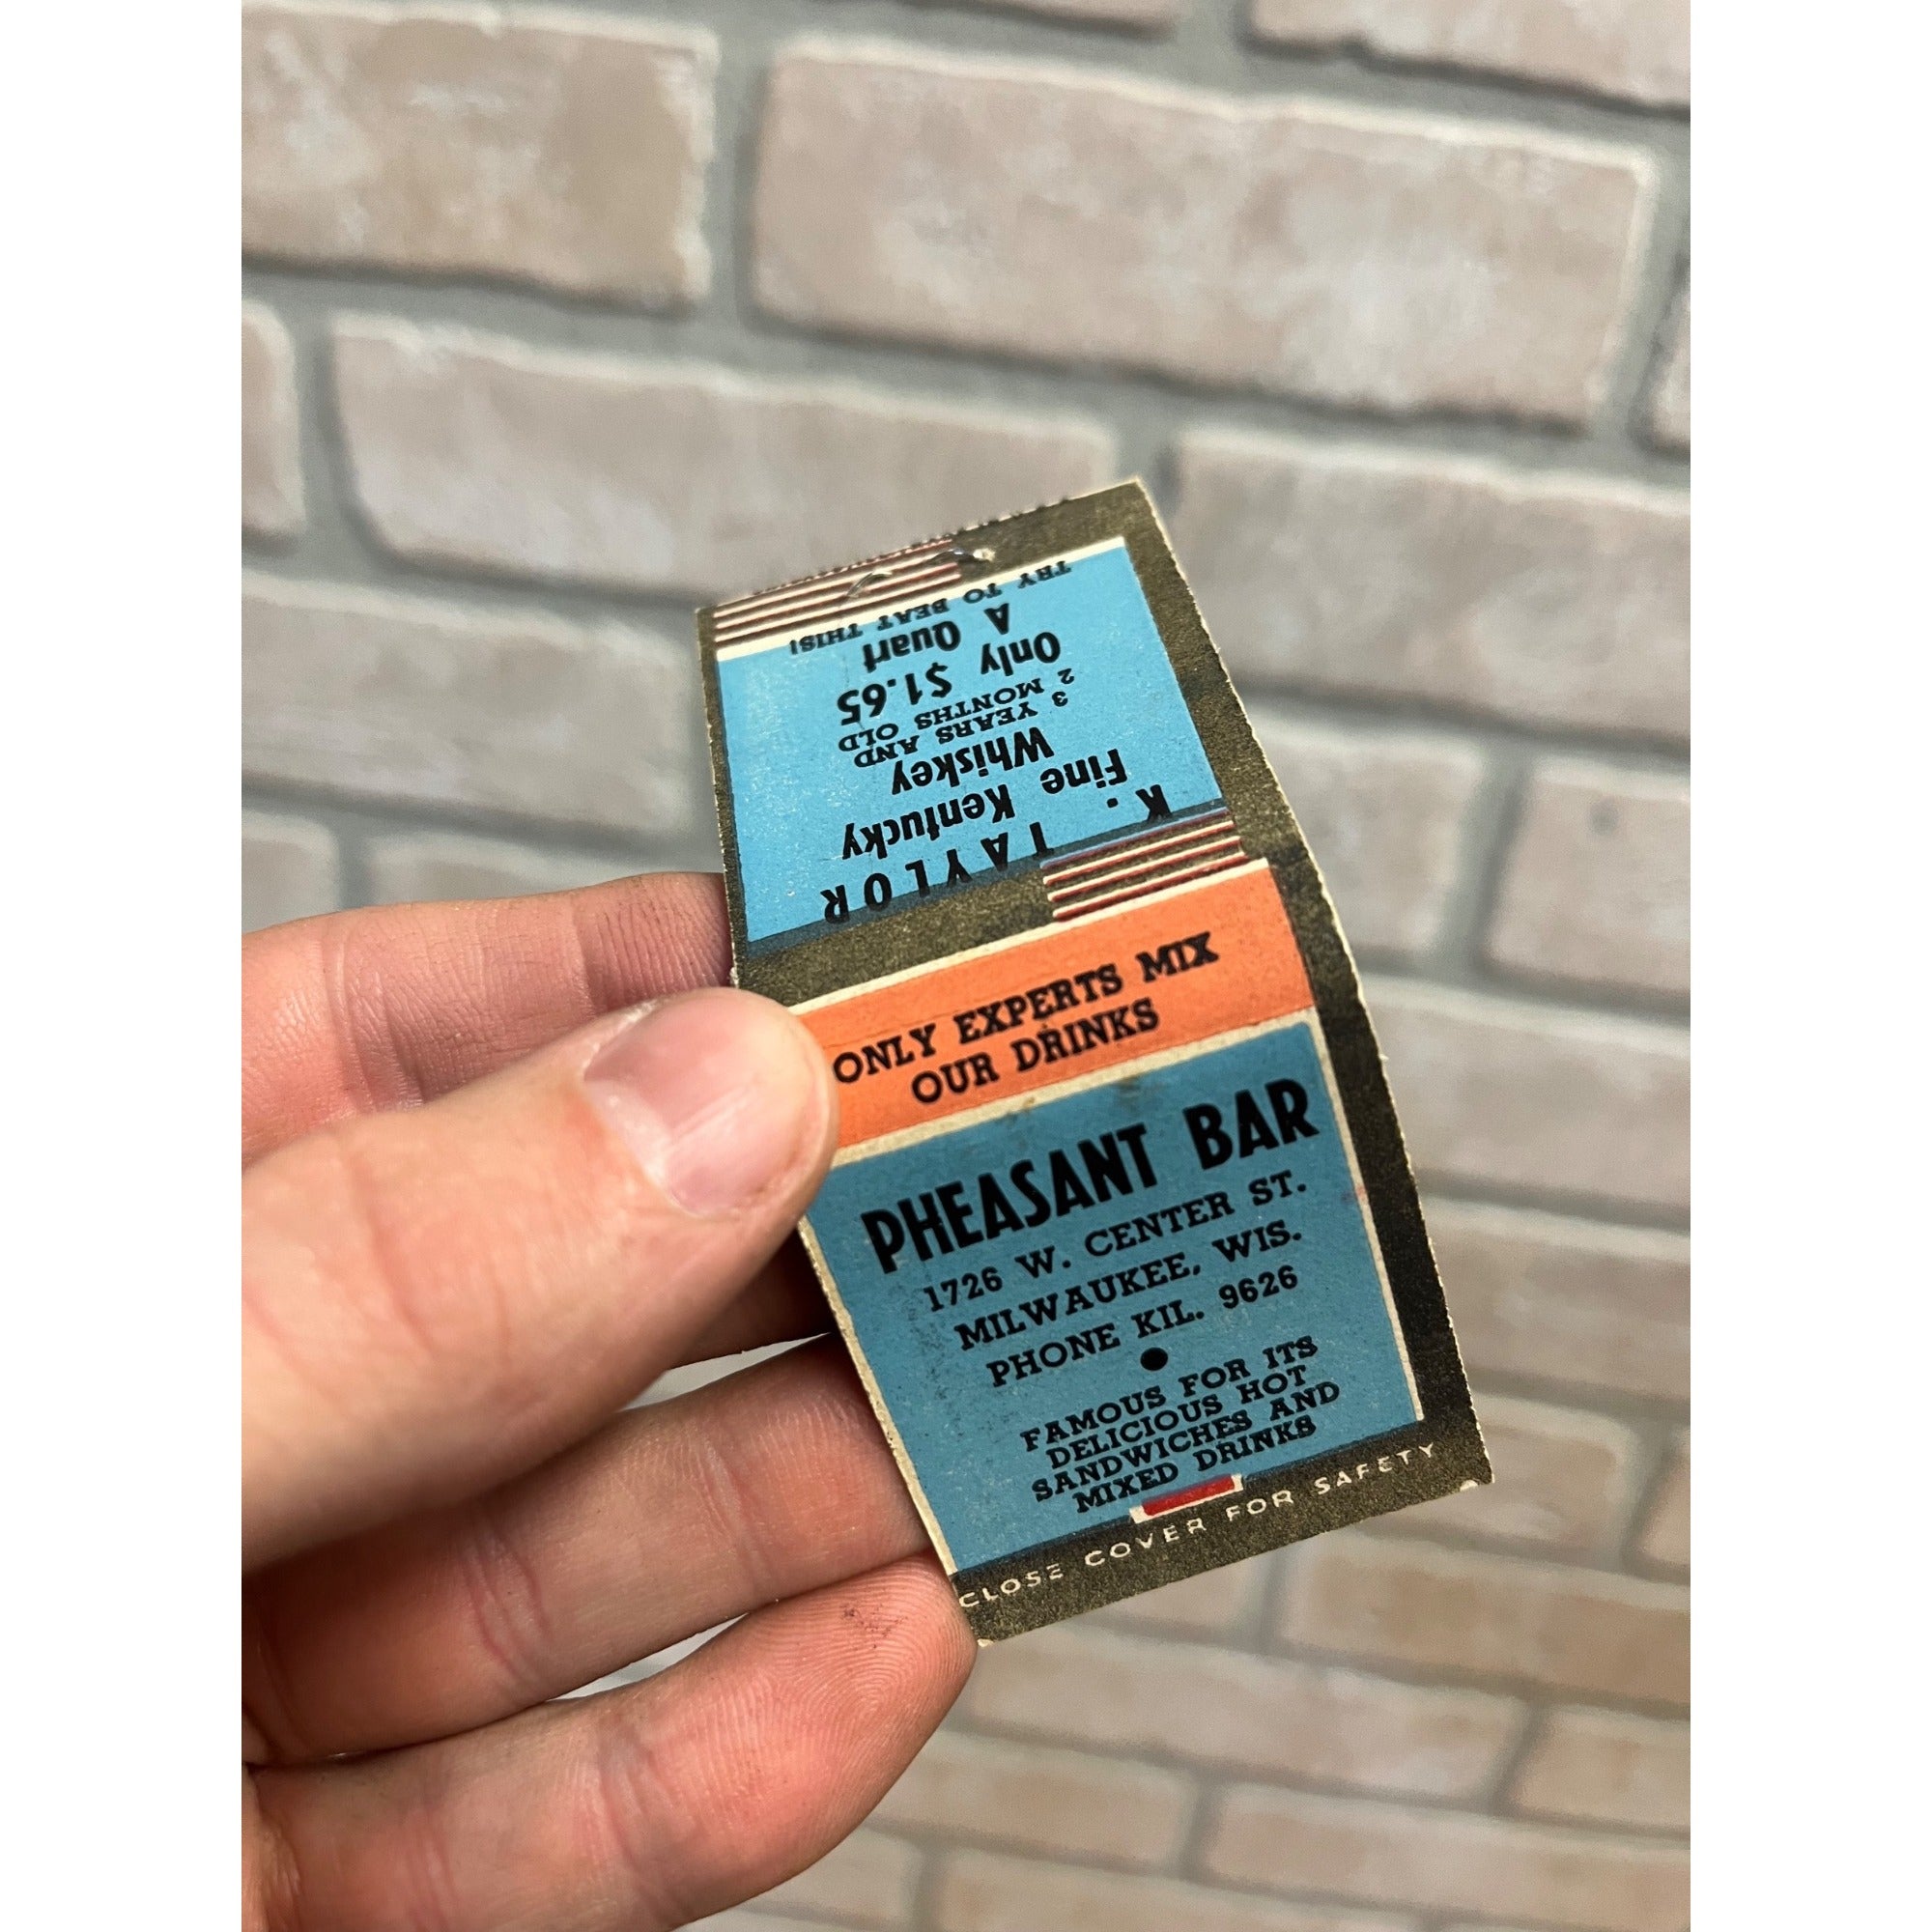 ONLY EXPERTS MIX
OUR DRINKS
PHEASANT BAR
1726 W. CENTER ST.
MILWAUKEE, WIS.
PHONE KIL. 9626
FAMOUS FOR ITS
DELICIOUS HOT
SANDWICHES AND
MIXED DRINKS
CLOSE COVER FOR SAFETY
K. TAYLOR
Fine Kentucky
Whiskey
3 YEARS AND
2 MONTHS OLD
Only $1.65
A Quart
TRY TO BEAT THIS!